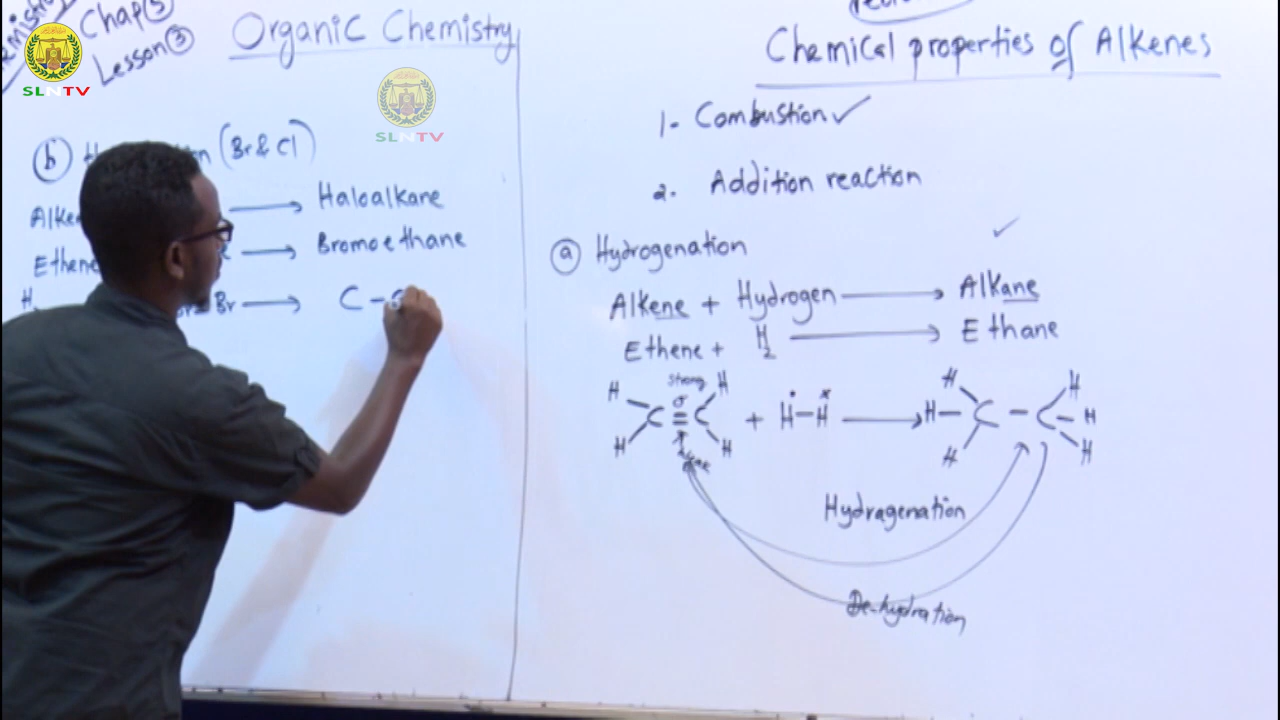 Chap 5
Lesson 3
SLNTV
Organic Chemistry
SLNTV
b (Br & Cl)
Haloalkane
Ethene → Bromoethane
H
Br → C –
Chemical properties of Alkenes
1- Combustion ✓
2. Addition reaction
a Hydrogenation
Alkene + Hydrogen → Alkane
Ethene + H2 → Ethane
strong
H σ H
C = C + H – H → H – C – C – H
H H H H
H H
Hydragenation
De-hydration